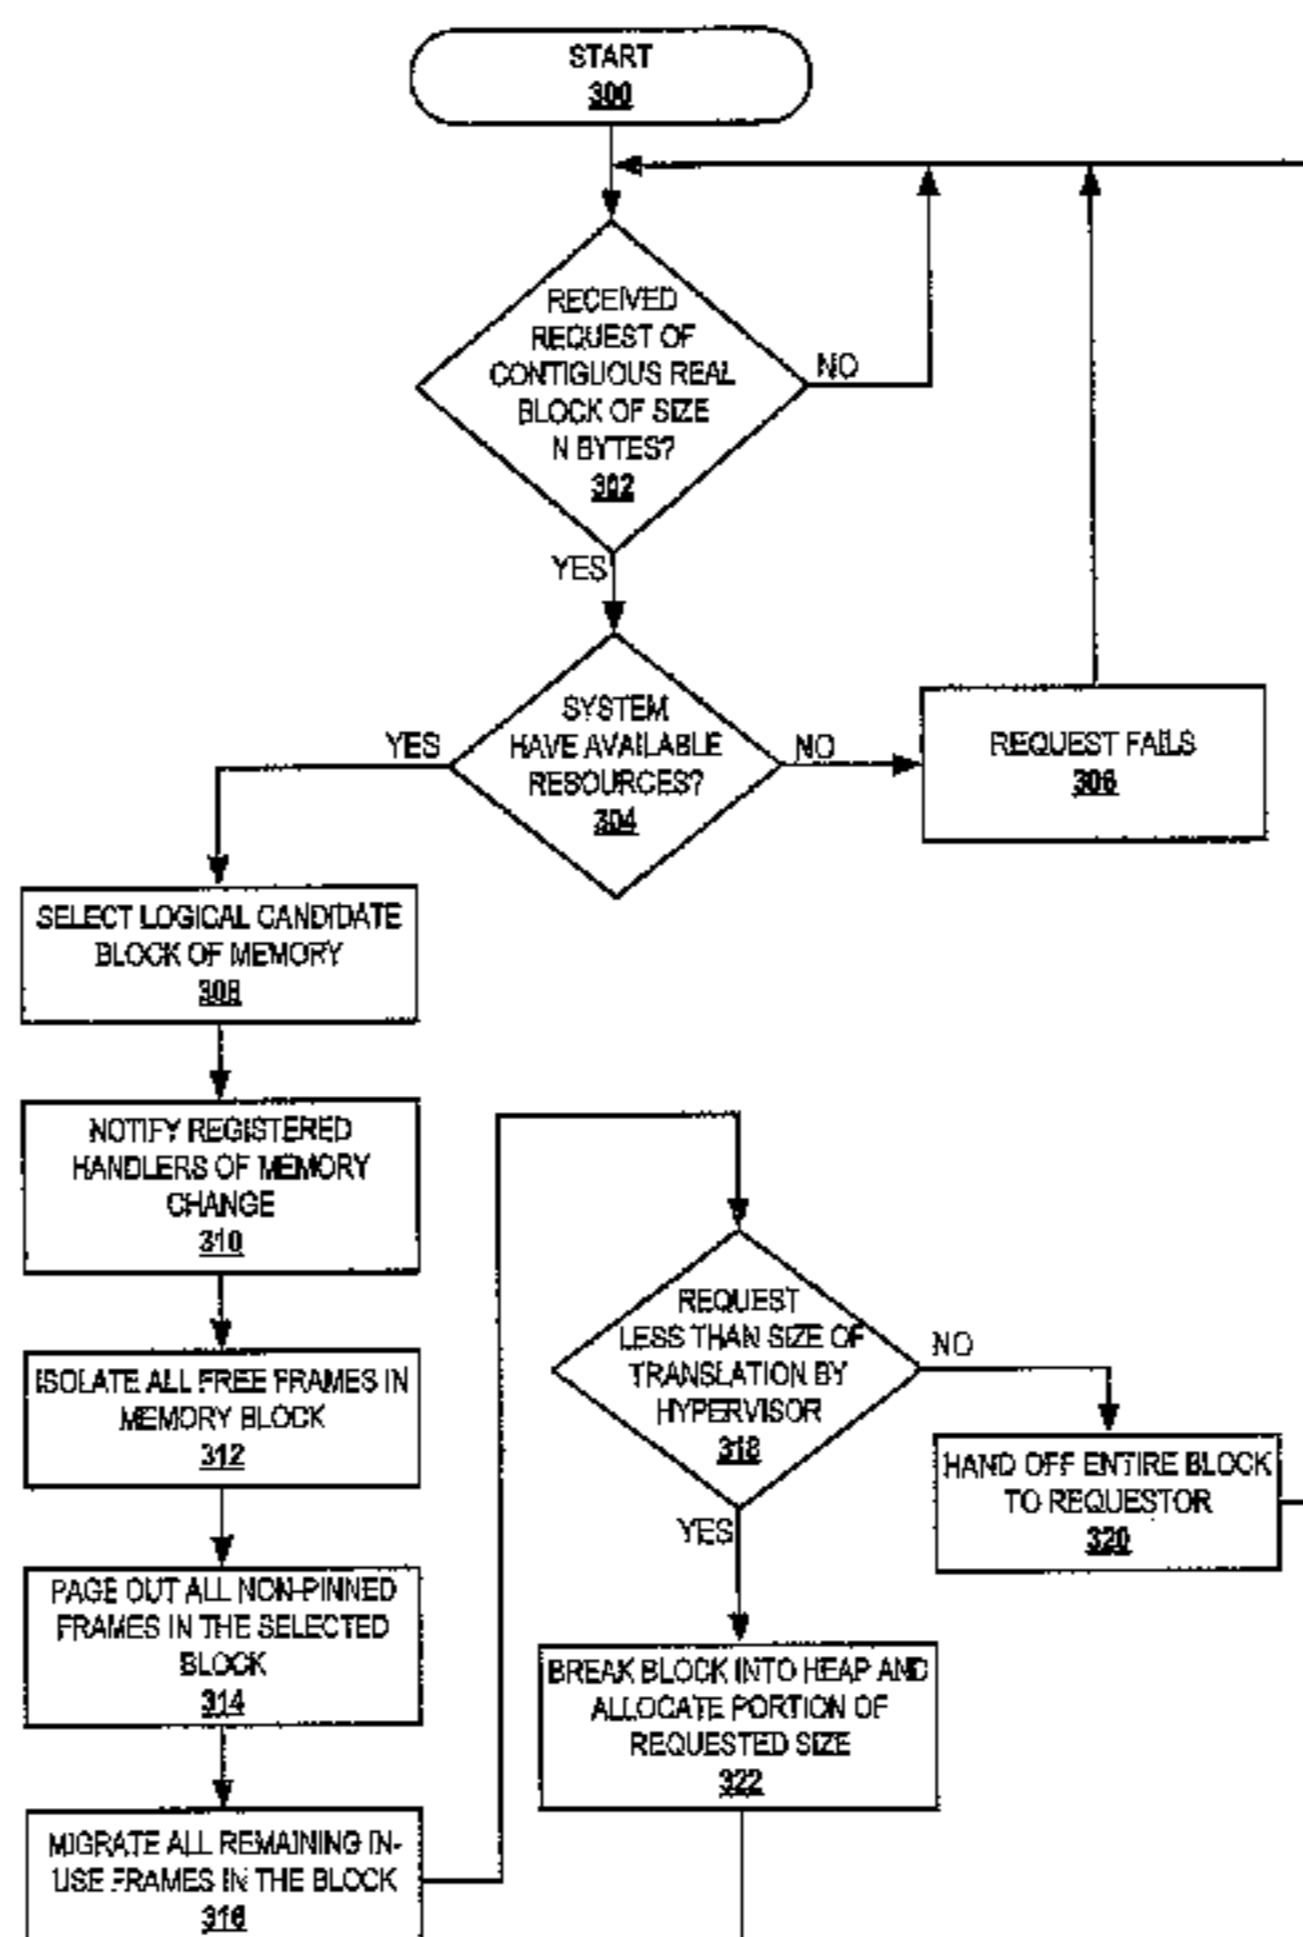 START
300
RECEIVED
REQUEST OF
CONTIGUOUS REAL
BLOCK OF SIZE
N BYTES?
302
NO
YES
SYSTEM
HAVE AVAILABLE
RESOURCES?
304
YES
NO
REQUEST FAILS
306
SELECT LOGICAL CANDIDATE
BLOCK OF MEMORY
308
NOTIFY REGISTERED
HANDLERS OF MEMORY
CHANGE
310
ISOLATE ALL FREE FRAMES IN
MEMORY BLOCK
312
PAGE OUT ALL NON-PINNED
FRAMES IN THE SELECTED
BLOCK
314
MIGRATE ALL REMAINING IN-
USE FRAMES IN THE BLOCK
316
REQUEST
LESS THAN SIZE OF
TRANSLATION BY
HYPERVISOR
318
NO
YES
HAND OFF ENTIRE BLOCK
TO REQUESTOR
320
BREAK BLOCK INTO HEAP AND
ALLOCATE PORTION OF
REQUESTED SIZE
322